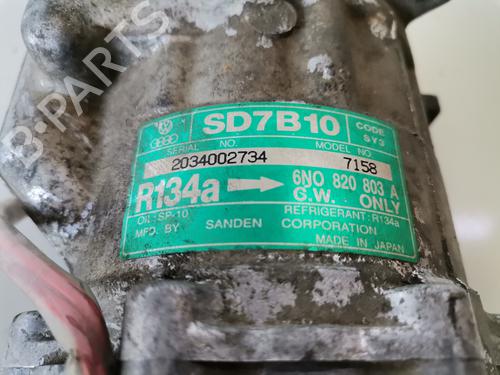 B-PARTS
SD7B10
CODE
SY3
SERIAL NO.
MODEL NO
2034002734
7158
R134a
6N0 820 803 A
G.W. ONLY
OIL:SP-10
REFRIGERANT:R134a
MFD. BY SANDEN CORPORATION
MADE IN JAPAN